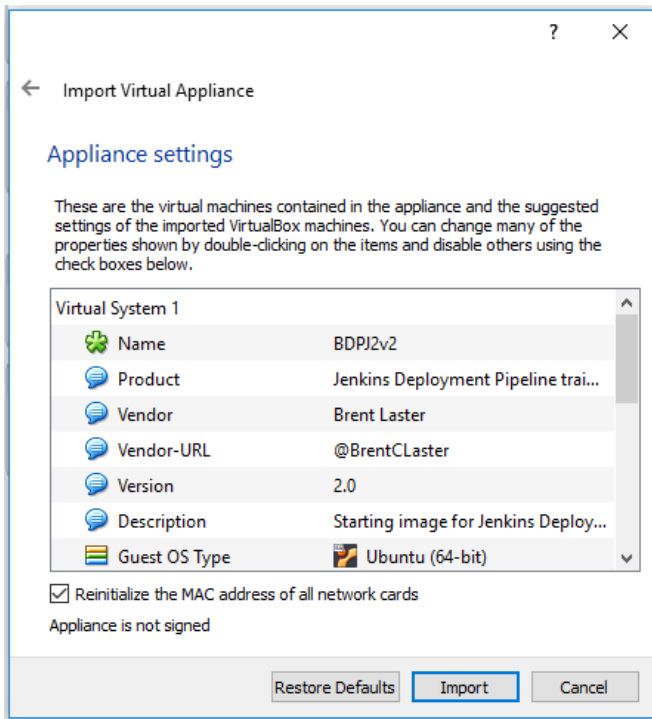 ?
Import Virtual Appliance
Appliance settings
These are the virtual machines contained in the appliance and the suggested
settings of the imported VirtualBox machines. You can change many of the
properties shown by double-clicking on the items and disable others using the
check boxes below.
Virtual System 1
Name BDPJ2v2
Product Jenkins Deployment Pipeline trai...
Vendor Brent Laster
Vendor-URL @BrentCLaster
Version 2.0
Description Starting image for Jenkins Deploy...
Guest OS Type Ubuntu (64-bit)
Reinitialize the MAC address of all network cards
Appliance is not signed
Restore Defaults Import Cancel